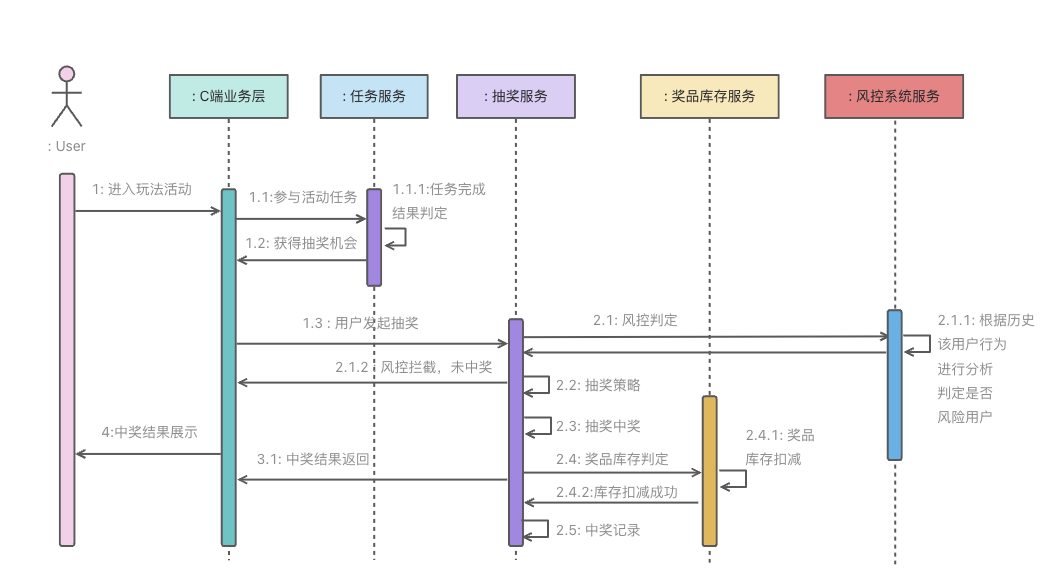 : C端业务层
: 任务服务
: 抽奖服务
: 奖品库存服务
: 风控系统服务
: User
1: 进入玩法活动
1.1:参与活动任务
1.1.1:任务完成
结果判定
1.2: 获得抽奖机会
1.3 : 用户发起抽奖
2.1: 风控判定
2.1.1: 根据历史
该用户行为
进行分析
判定是否
风险用户
2.1.2 : 风控拦截，未中奖
2.2: 抽奖策略
2.3: 抽奖中奖
4:中奖结果展示
2.4.1: 奖品
库存扣减
3.1: 中奖结果返回
2.4: 奖品库存判定
2.4.2:库存扣减成功
2.5: 中奖记录